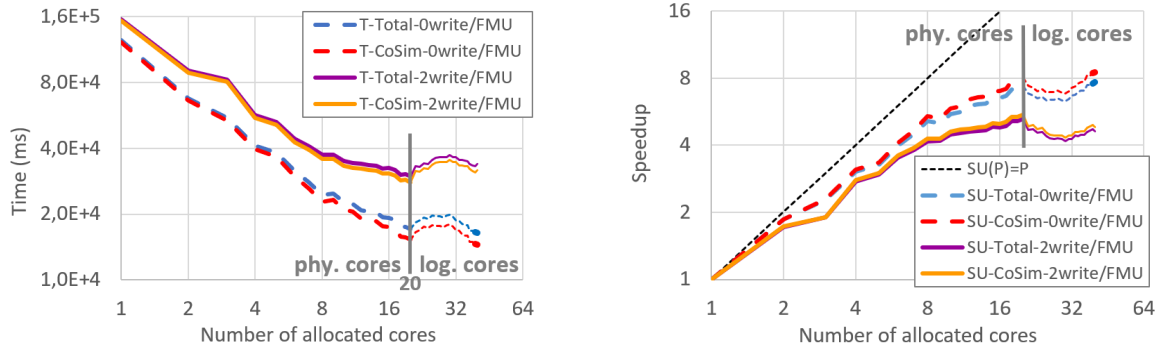 1,6E+5
8,0E+4
4,0E+4
2,0E+4
1,0E+4
Time (ms)
T-Total-0write/FMU
T-CoSim-0write/FMU
T-Total-2write/FMU
T-CoSim-2write/FMU
phy. cores log. cores
20
1 2 4 8 16 32 64
Number of allocated cores
16
8
4
2
1
Speedup
phy. cores log. cores
SU(P)=P
SU-Total-0write/FMU
SU-CoSim-0write/FMU
SU-Total-2write/FMU
SU-CoSim-2write/FMU
1 2 4 8 16 32 64
Number of allocated cores